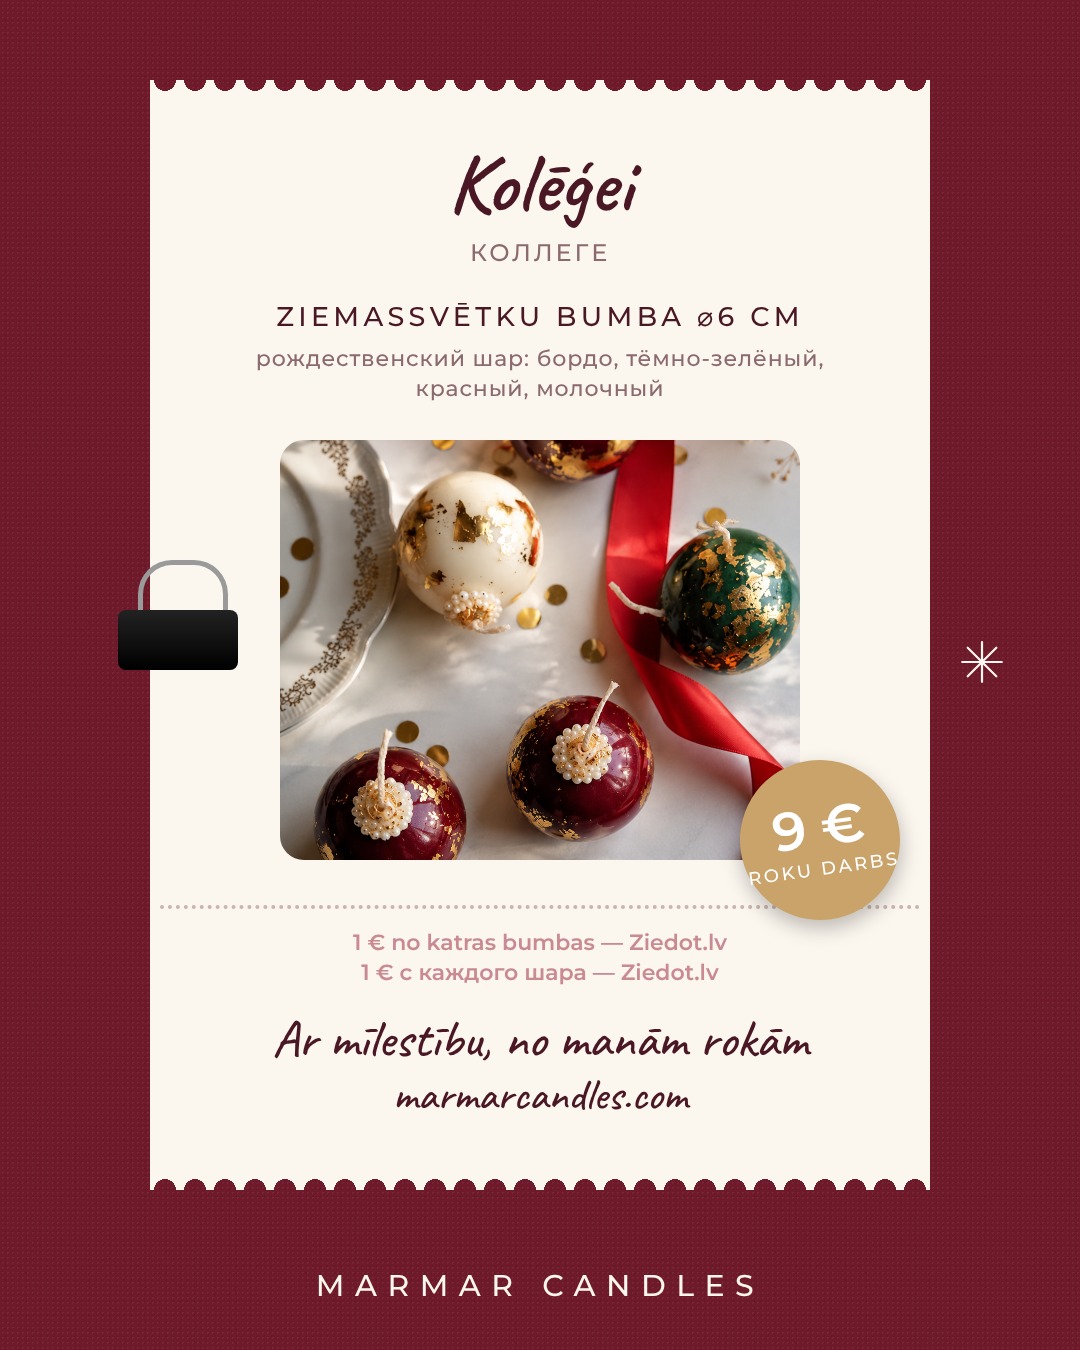 Kolēģei
КОЛЛЕГЕ
ZIEMASSVĒTKU BUMBA ⌀6 CM
рождественский шар: бордо, тёмно-зелёный,
красный, молочный
9 €
ROKU DARBS
1 € no katras bumbas — Ziedot.lv
1 € с каждого шара — Ziedot.lv
Ar mīlestību, no manām rokām
marmarcandles.com
MARMAR CANDLES